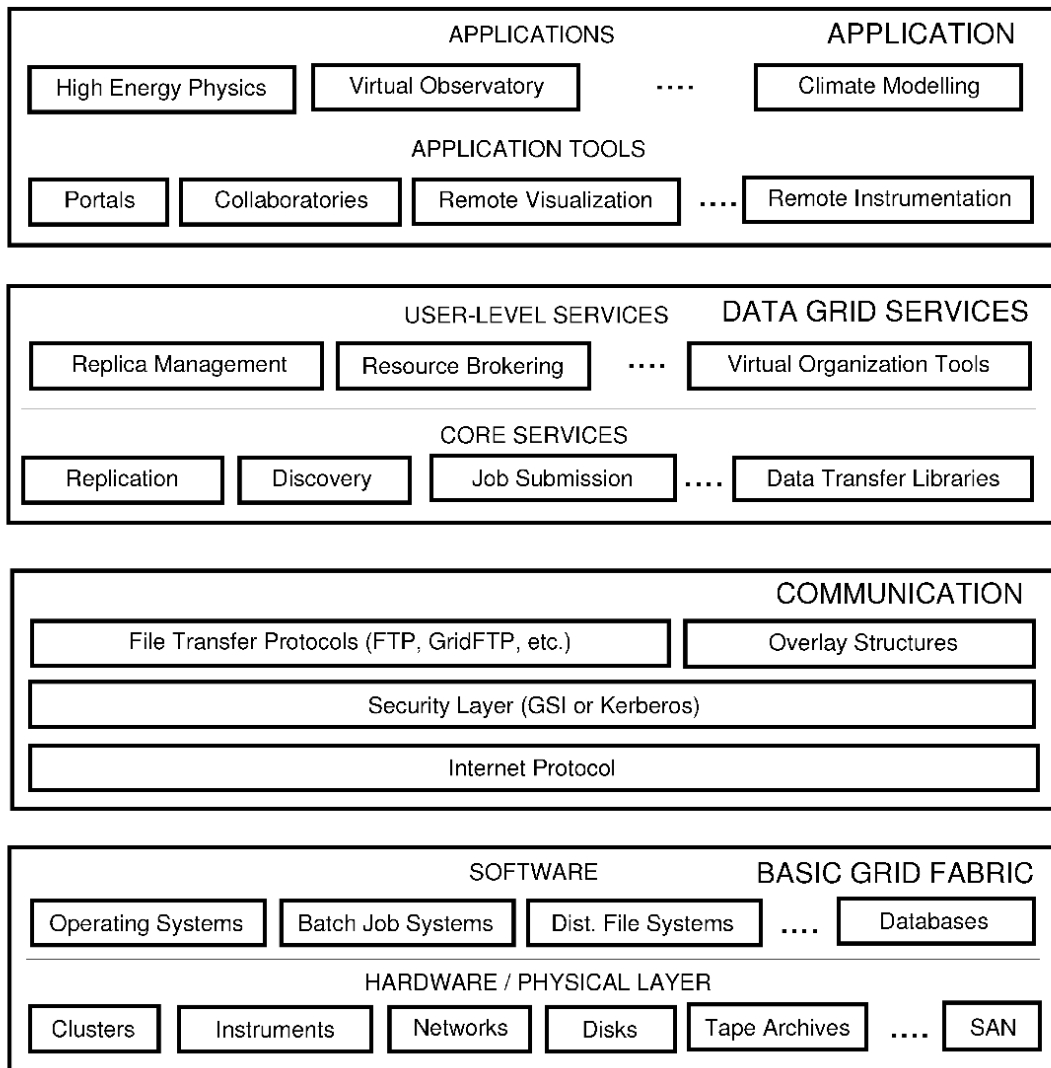 APPLICATIONS APPLICATION
High Energy Physics Virtual Observatory .... Climate Modelling
APPLICATION TOOLS
Portals Collaboratories Remote Visualization .... Remote Instrumentation
USER-LEVEL SERVICES DATA GRID SERVICES
Replica Management Resource Brokering .... Virtual Organization Tools
CORE SERVICES
Replication Discovery Job Submission .... Data Transfer Libraries
COMMUNICATION
File Transfer Protocols (FTP, GridFTP, etc.) Overlay Structures
Security Layer (GSI or Kerberos)
Internet Protocol
SOFTWARE BASIC GRID FABRIC
Operating Systems Batch Job Systems Dist. File Systems .... Databases
HARDWARE / PHYSICAL LAYER
Clusters Instruments Networks Disks Tape Archives .... SAN